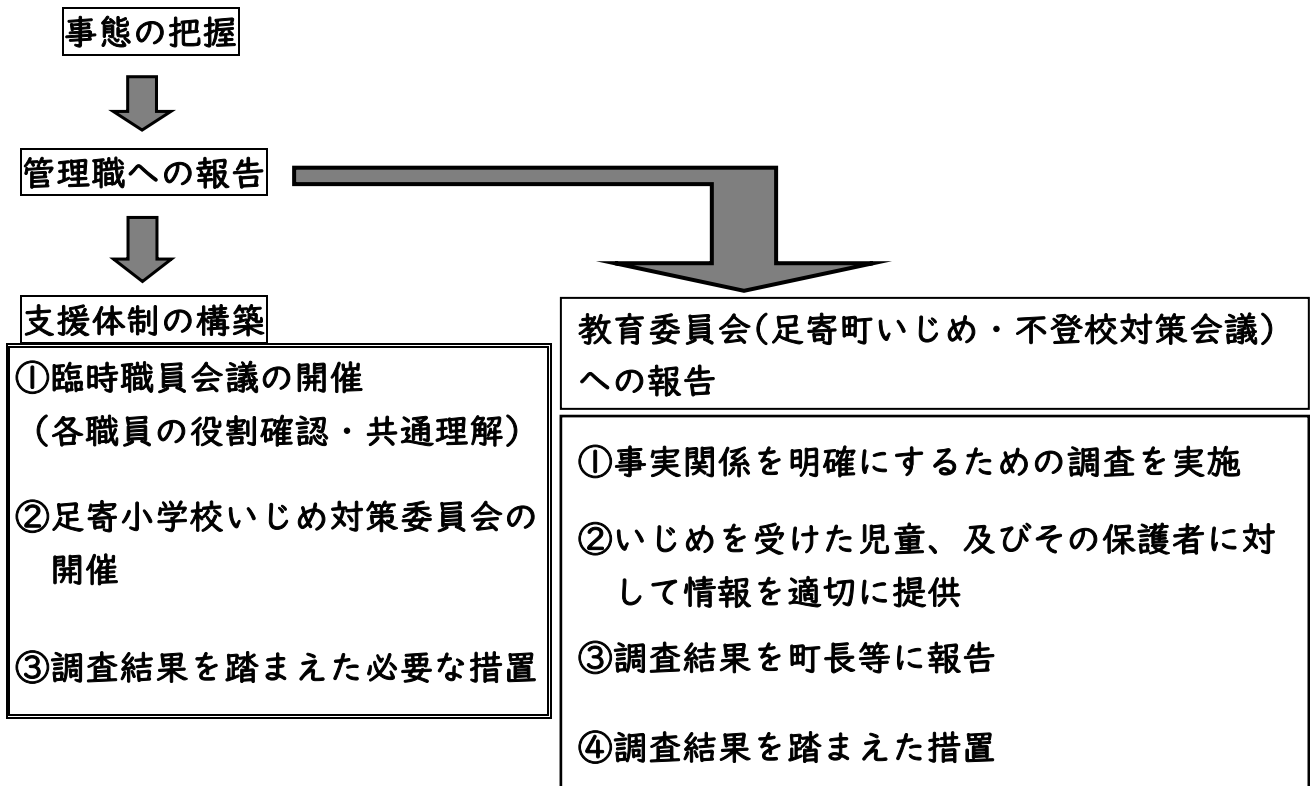 事態の把握
管理職への報告
支援体制の構築
①臨時職員会議の開催
（各職員の役割確認・共通理解）
②足寄小学校いじめ対策委員会の
開催
③調査結果を踏まえた必要な措置
教育委員会(足寄町いじめ・不登校対策会議)
への報告
①事実関係を明確にするための調査を実施
②いじめを受けた児童、及びその保護者に対
して情報を適切に提供
③調査結果を町長等に報告
④調査結果を踏まえた措置